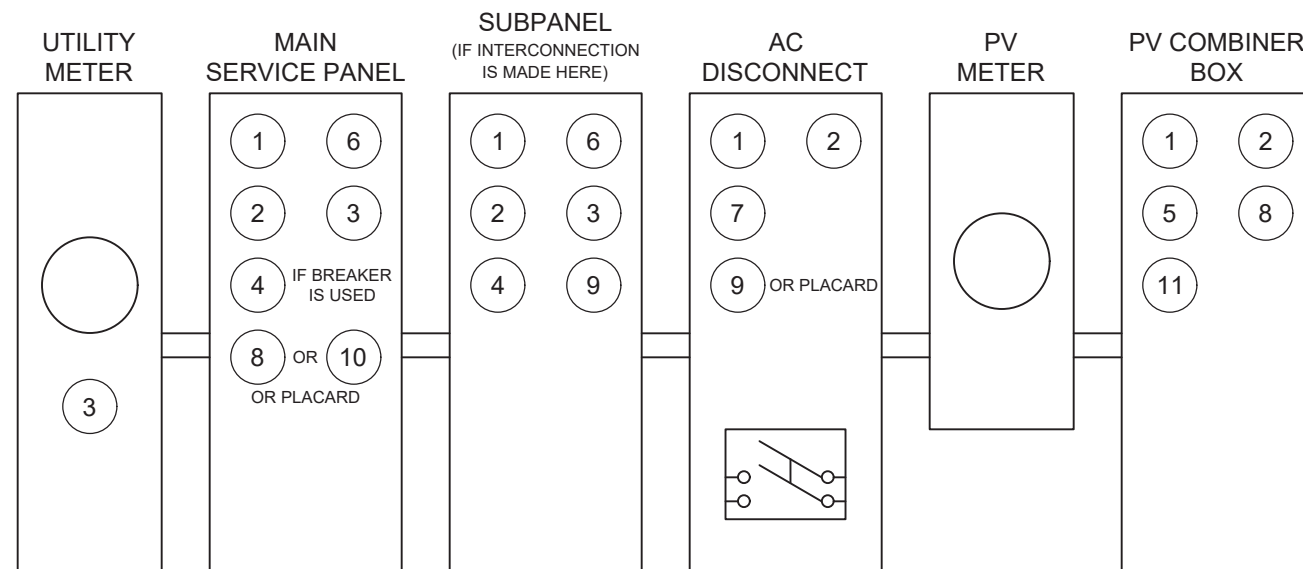 UTILITY
METER
3
MAIN
SERVICE PANEL
1 6
2 3
4 IF BREAKER
IS USED
8 OR 10
OR PLACARD
SUBPANEL
(IF INTERCONNECTION
IS MADE HERE)
1 6
2 3
4 9
AC
DISCONNECT
1 2
7
9 OR PLACARD
PV
METER
PV COMBINER
BOX
1 2
5 8
11